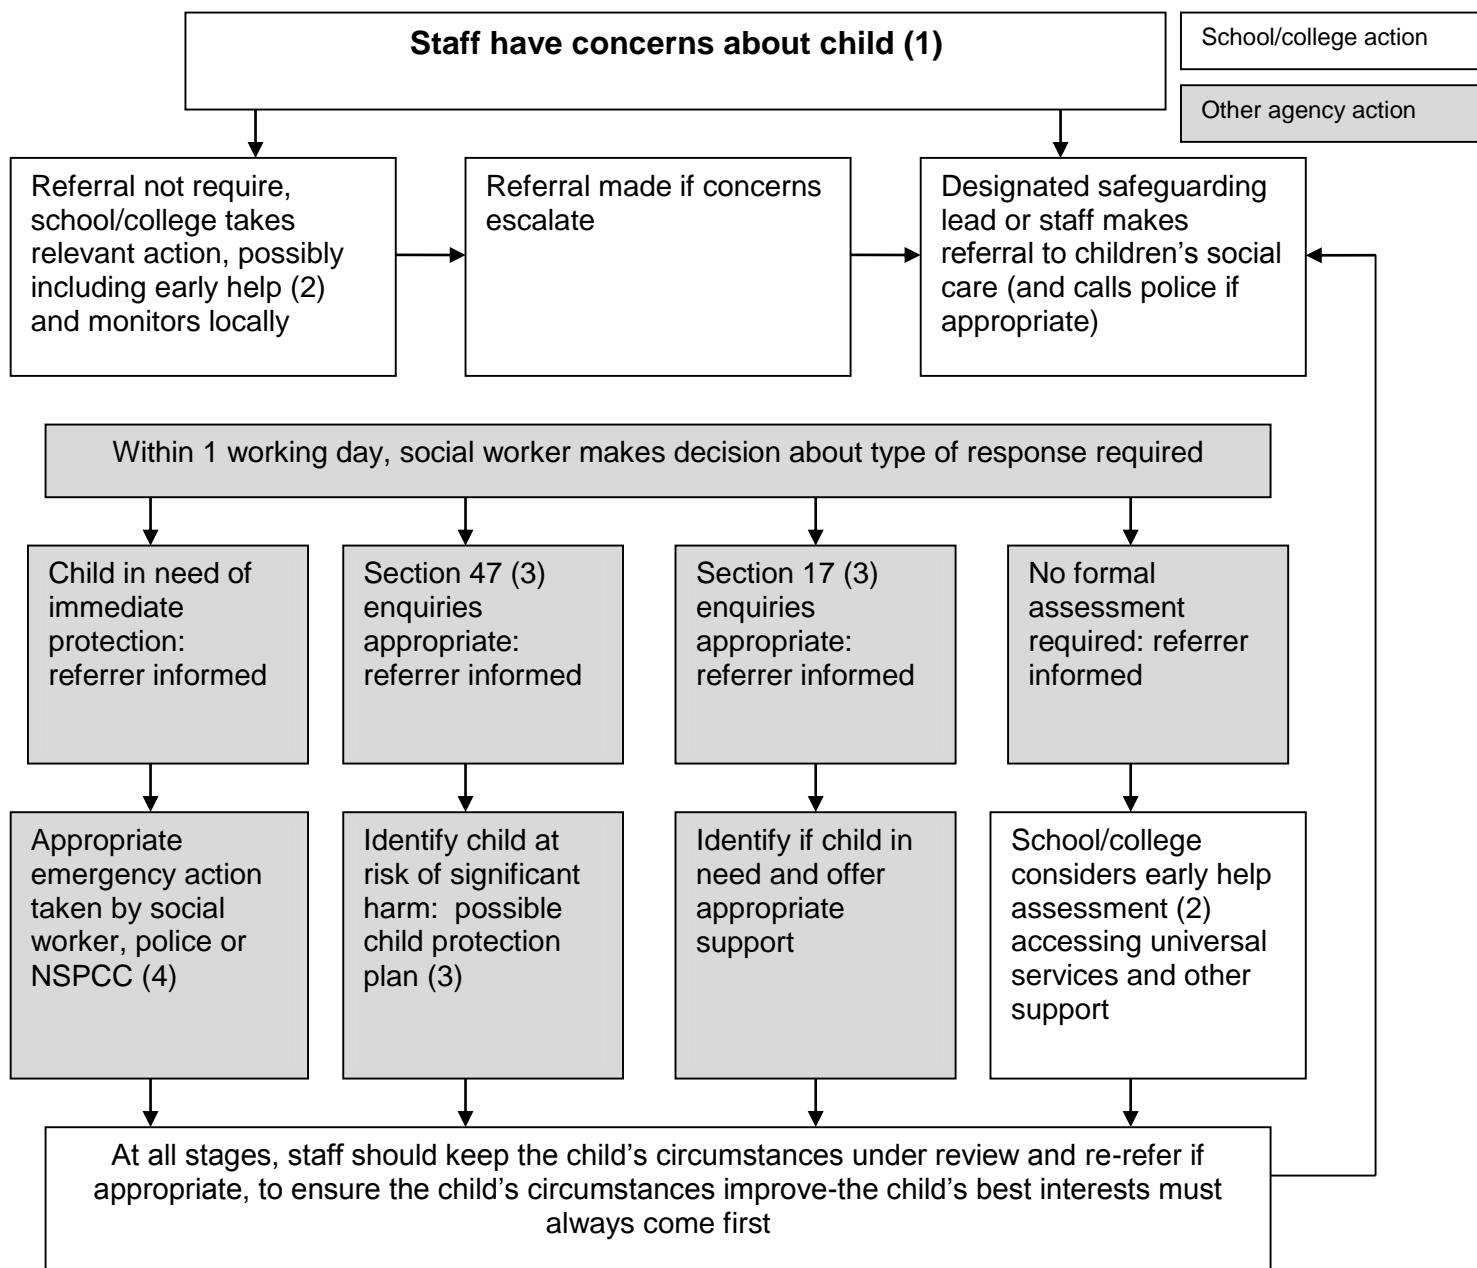 Staff have concerns about child (1)
School/college action
Other agency action
Referral not require,
school/college takes
relevant action, possibly
including early help (2)
and monitors locally
Referral made if concerns
escalate
Designated safeguarding
lead or staff makes
referral to children’s social
care (and calls police if
appropriate)
Within 1 working day, social worker makes decision about type of response required
Child in need of
immediate
protection:
referrer informed
Section 47 (3)
enquiries
appropriate:
referrer informed
Section 17 (3)
enquiries
appropriate:
referrer informed
No formal
assessment
required: referrer
informed
Appropriate
emergency action
taken by social
worker, police or
NSPCC (4)
Identify child at
risk of significant
harm:  possible
child protection
plan (3)
Identify if child in
need and offer
appropriate
support
School/college
considers early help
assessment (2)
accessing universal
services and other
support
At all stages, staff should keep the child’s circumstances under review and re-refer if
appropriate, to ensure the child’s circumstances improve-the child’s best interests must
always come first